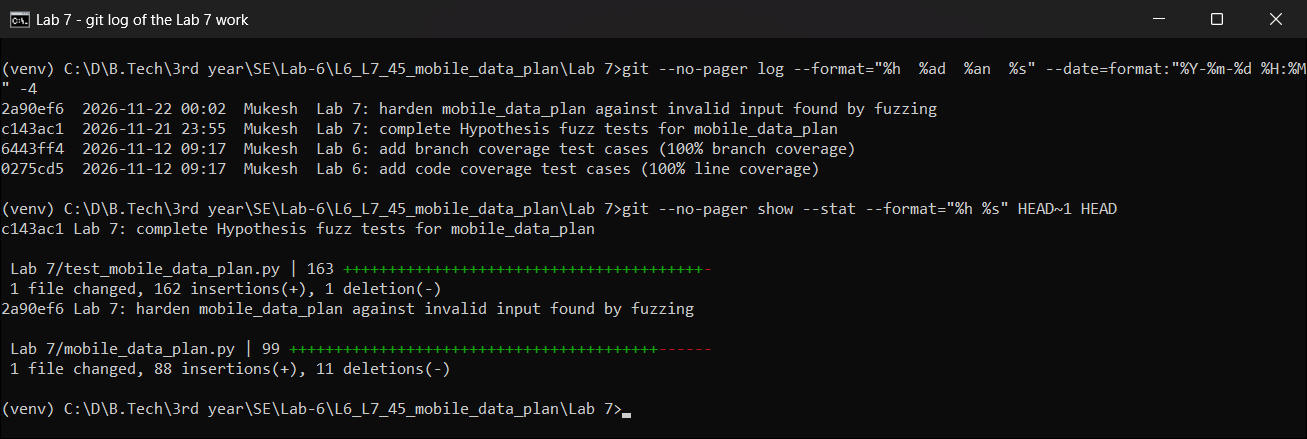 Lab 7 - git log of the Lab 7 work
(venv) C:\D\B.Tech\3rd year\SE\Lab-6\L6_L7_45_mobile_data_plan\Lab 7>git --no-pager log --format="%h  %ad  %an  %s" --date=format:"%Y-%m-%d %H:%M
" -4
2a90ef6  2026-11-22 00:02  Mukesh  Lab 7: harden mobile_data_plan against invalid input found by fuzzing
c143ac1  2026-11-21 23:55  Mukesh  Lab 7: complete Hypothesis fuzz tests for mobile_data_plan
6443ff4  2026-11-12 09:17  Mukesh  Lab 6: add branch coverage test cases (100% branch coverage)
0275cd5  2026-11-12 09:17  Mukesh  Lab 6: add code coverage test cases (100% line coverage)
(venv) C:\D\B.Tech\3rd year\SE\Lab-6\L6_L7_45_mobile_data_plan\Lab 7>git --no-pager show --stat --format="%h %s" HEAD~1 HEAD
c143ac1 Lab 7: complete Hypothesis fuzz tests for mobile_data_plan
 Lab 7/test_mobile_data_plan.py | 163 ++++++++++++++++++++++++++++++++++++++++-
 1 file changed, 162 insertions(+), 1 deletion(-)
2a90ef6 Lab 7: harden mobile_data_plan against invalid input found by fuzzing
 Lab 7/mobile_data_plan.py | 99 +++++++++++++++++++++++++++++++++++++++++------
 1 file changed, 88 insertions(+), 11 deletions(-)
(venv) C:\D\B.Tech\3rd year\SE\Lab-6\L6_L7_45_mobile_data_plan\Lab 7>